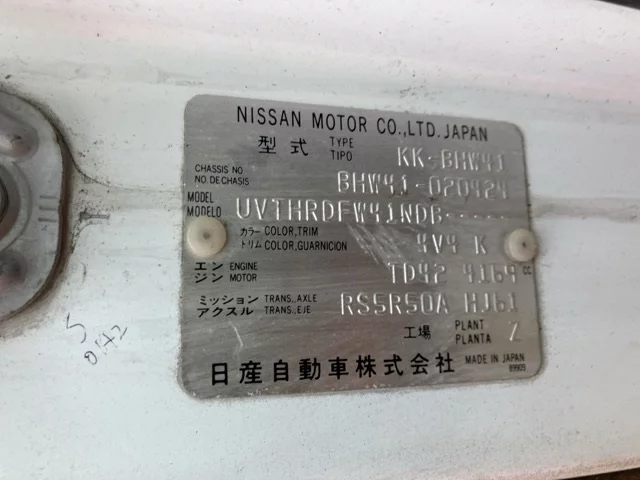 NISSAN MOTOR CO.,LTD. JAPAN
型式 TYPE TIPO KK-BHW41
CHASSIS NO NO. DE CHASIS BHW41-020424
MODEL MODELO UVTHRDFW41NDB-----
カラー COLOR,TRIM
トリム COLOR,GUARNICION 4V4 K
エン ENGINE
ジン MOTOR TD42 4169 cc
ミッション TRANS.,AXLE
アクスル TRANS.,EJE RS5R50A HJ61
工場 PLANT PLANTA Z
日産自動車株式会社 MADE IN JAPAN
89909
5